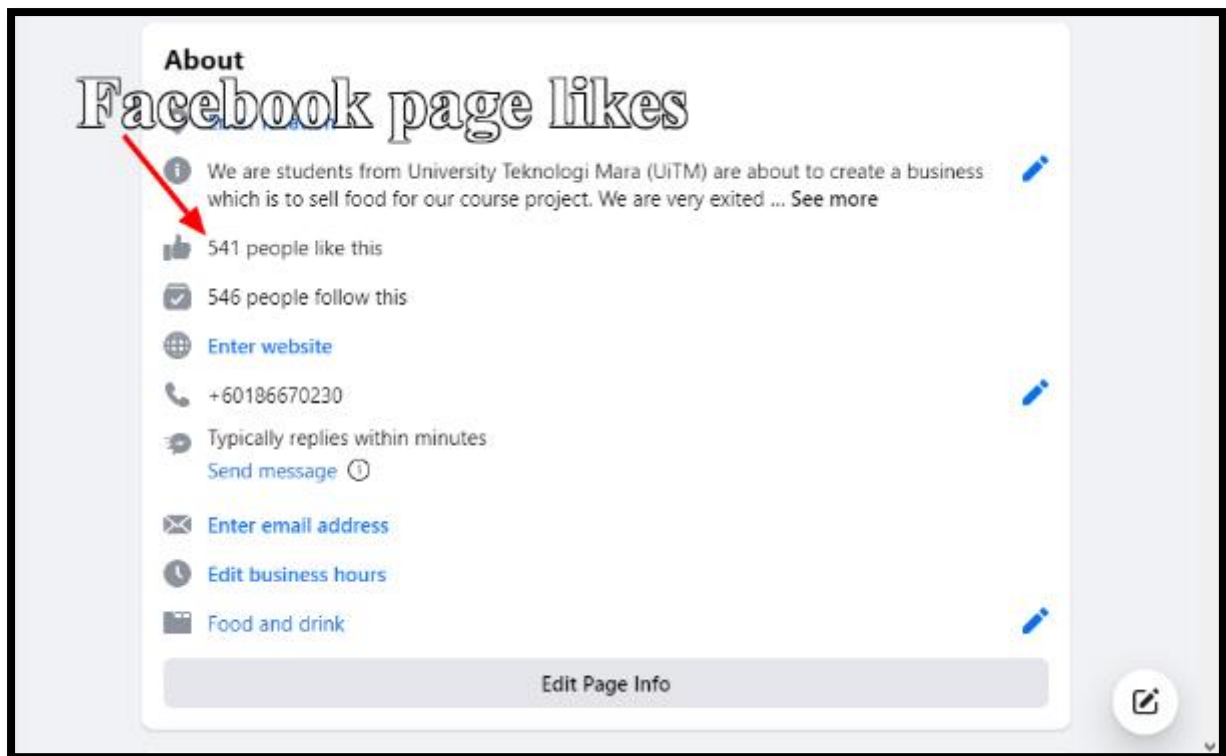 About
Facebook page likes
We are students from University Teknologi Mara (UiTM) are about to create a business
which is to sell food for our course project. We are very exited ... See more
541 people like this
546 people follow this
Enter website
+60186670230
Typically replies within minutes
Send message
Enter email address
Edit business hours
Food and drink
Edit Page Info